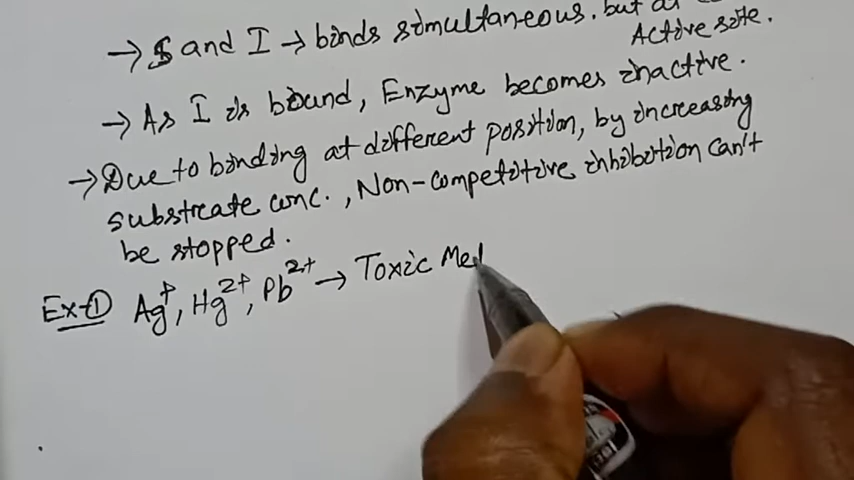 → S and I → binds simultaneous. but at
Active site.
→ As I is bound, Enzyme becomes inactive.
→ Due to binding at different position, by increasing
substrate conc., Non-competitive inhibition can't
be stopped.
Ex-① Ag⁺, Hg²⁺, Pb²⁺ → Toxic Met